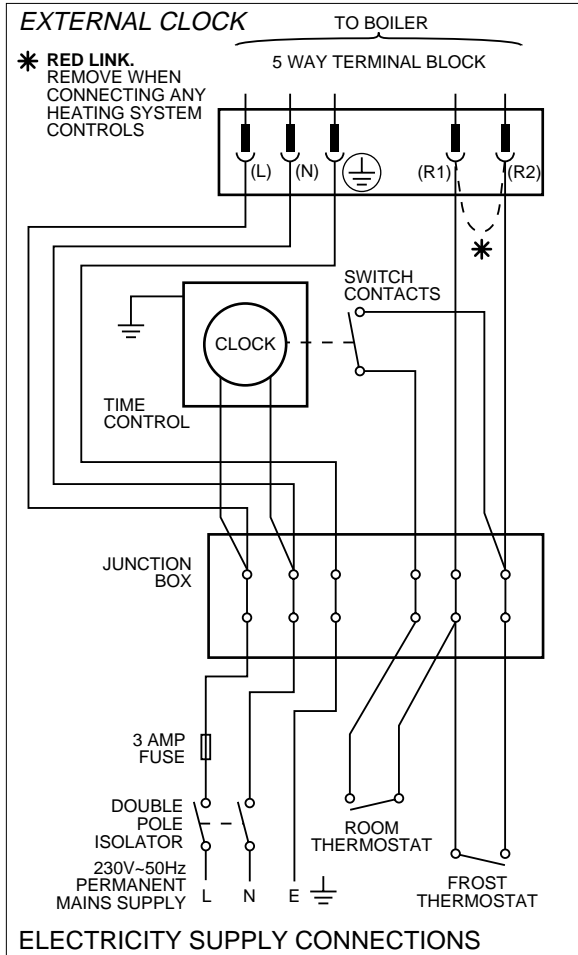 EXTERNAL CLOCK
TO BOILER
RED LINK.
REMOVE WHEN
CONNECTING ANY
HEATING SYSTEM
CONTROLS
5 WAY TERMINAL BLOCK
(L)
(N)
(R1)
(R2)
SWITCH
CONTACTS
CLOCK
TIME
CONTROL
JUNCTION
BOX
3 AMP
FUSE
DOUBLE
POLE
ISOLATOR
230V~50Hz
PERMANENT
MAINS SUPPLY
L
N
E
ROOM
THERMOSTAT
FROST
THERMOSTAT
ELECTRICITY SUPPLY CONNECTIONS